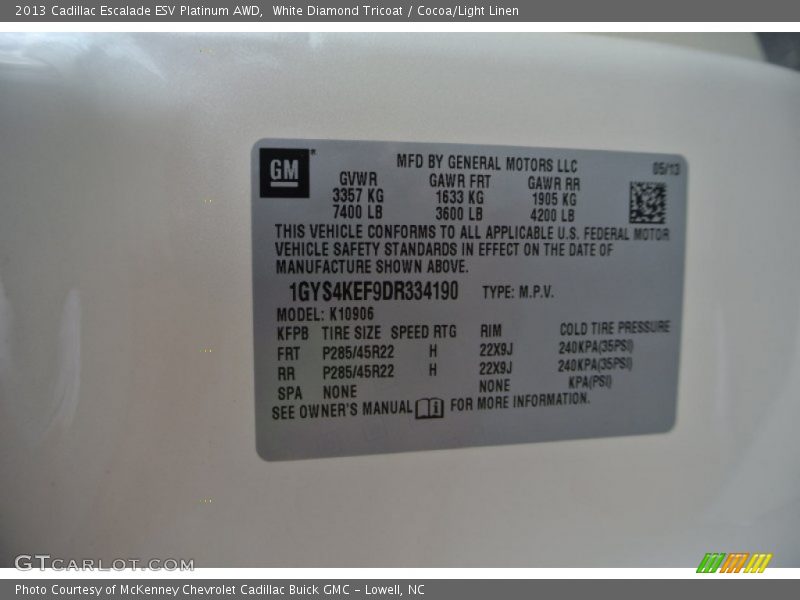 2013 Cadillac Escalade ESV Platinum AWD, White Diamond Tricoat / Cocoa/Light Linen
GM
MFD BY GENERAL MOTORS LLC 05/13
GVWR GAWR FRT GAWR RR
3357 KG 1633 KG 1905 KG
7400 LB 3600 LB 4200 LB
THIS VEHICLE CONFORMS TO ALL APPLICABLE U.S. FEDERAL MOTOR
VEHICLE SAFETY STANDARDS IN EFFECT ON THE DATE OF
MANUFACTURE SHOWN ABOVE.
1GYS4KEF9DR334190 TYPE: M.P.V.
MODEL: K10906
KFPB TIRE SIZE SPEED RTG RIM COLD TIRE PRESSURE
FRT P285/45R22 H 22X9J 240KPA(35PSI)
RR P285/45R22 H 22X9J 240KPA(35PSI)
SPA NONE NONE KPA(PSI)
SEE OWNER'S MANUAL FOR MORE INFORMATION.
GTCARLOT.COM
Photo Courtesy of McKenney Chevrolet Cadillac Buick GMC - Lowell, NC